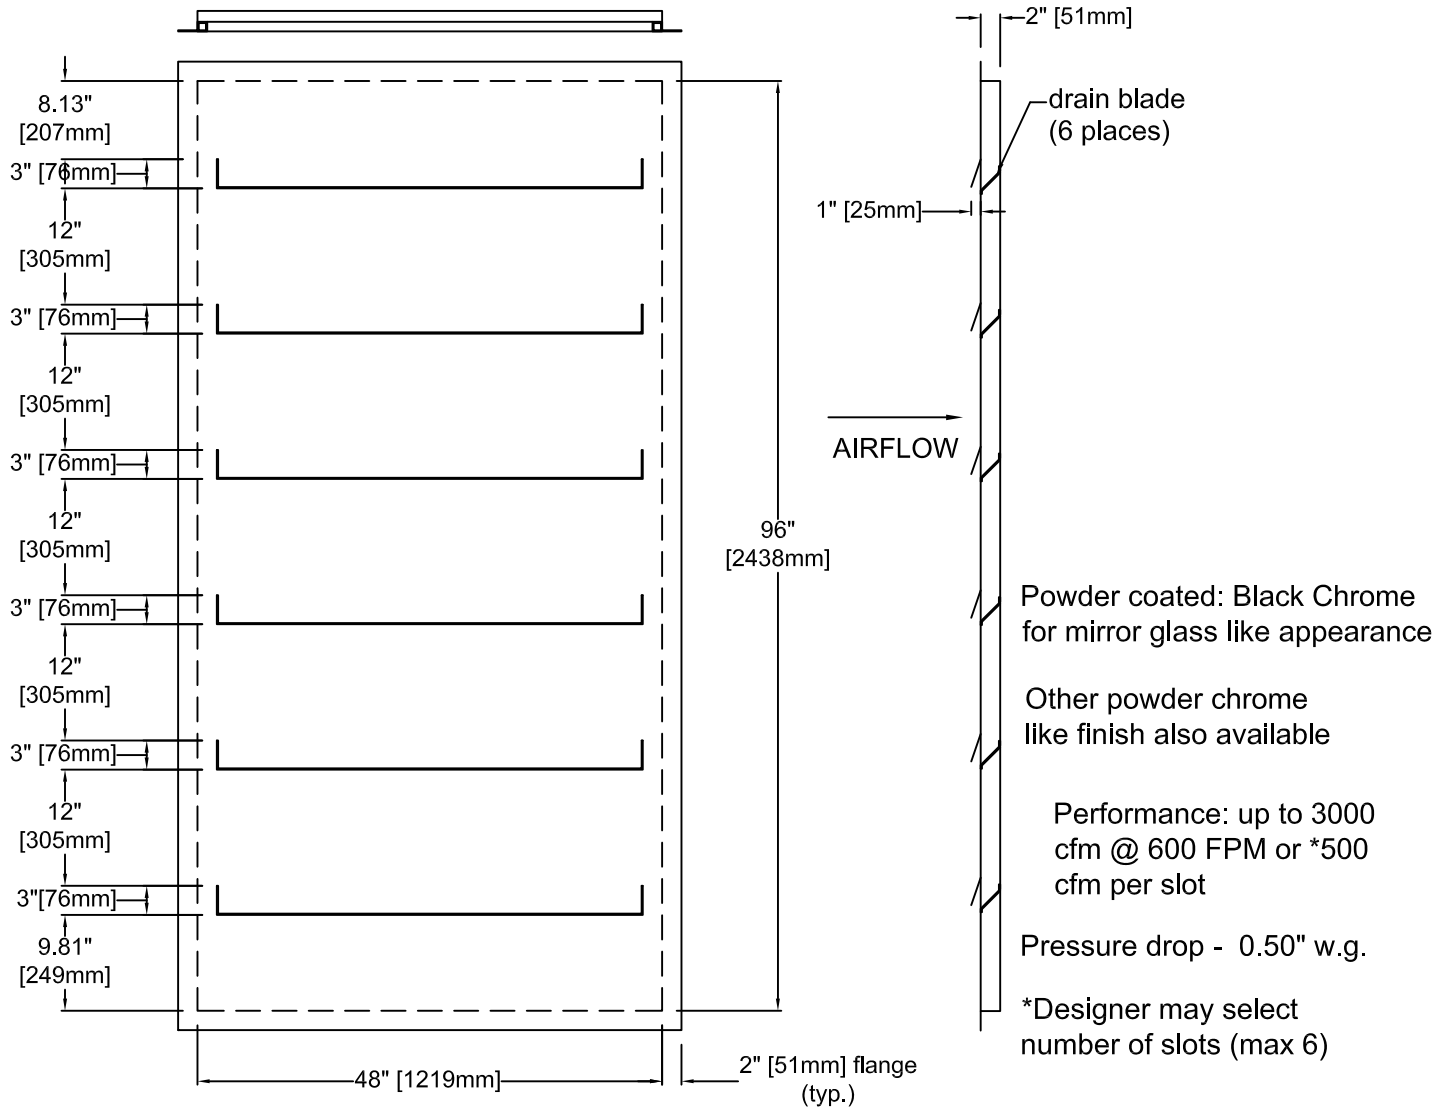 2" [51mm]
drain blade
(6 places)
8.13"
[207mm]
3" [76mm]
1" [25mm]
12"
[305mm]
3" [76mm]
12"
[305mm]
AIRFLOW
3" [76mm]
12"
[305mm]
96"
[2438mm]
3" [76mm]
12"
[305mm]
3" [76mm]
12"
[305mm]
3"[76mm]
9.81"
[249mm]
48" [1219mm]
2" [51mm] flange
(typ.)
Powder coated: Black Chrome
for mirror glass like appearance
Other powder chrome
like finish also available
Performance: up to 3000
cfm @ 600 FPM or *500
cfm per slot
Pressure drop - 0.50" w.g.
*Designer may select
number of slots (max 6)